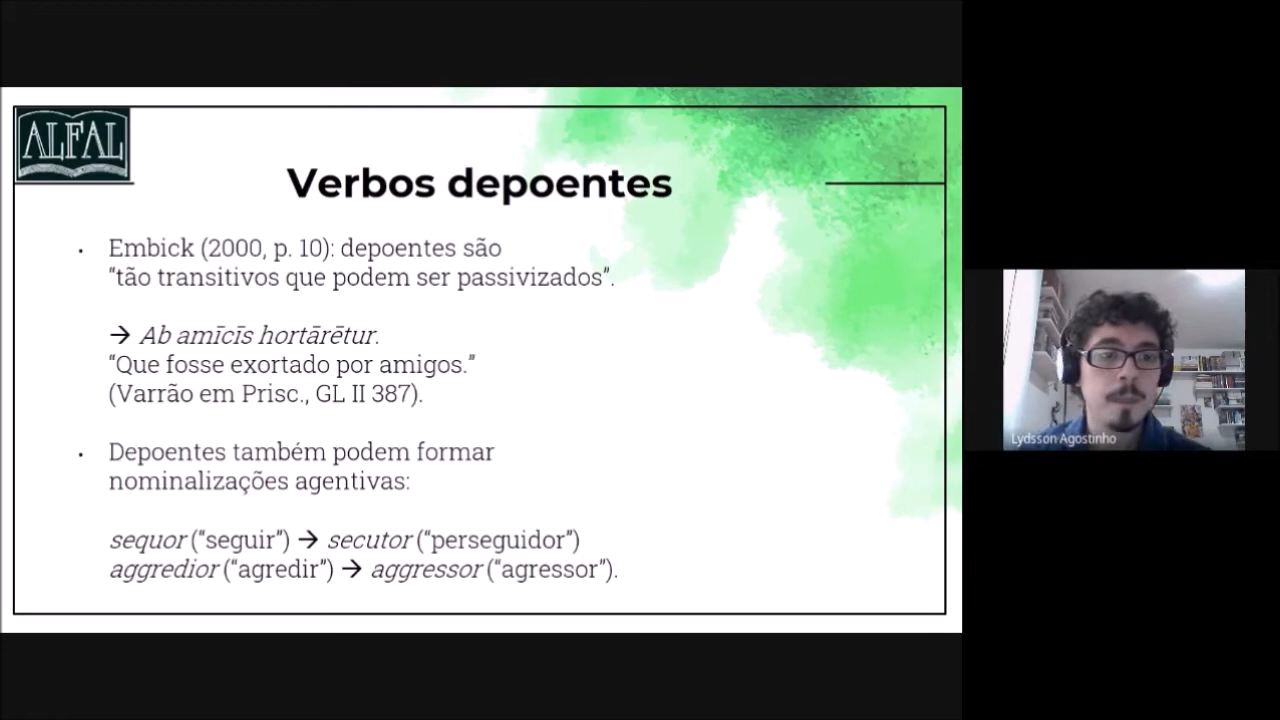 ALFAL
Verbos depoentes
• Embick (2000, p. 10): depoentes são
“tão transitivos que podem ser passivizados”.
→ Ab amīcīs hortārētur.
“Que fosse exortado por amigos.”
(Varrão em Prisc., GL II 387).
• Depoentes também podem formar
nominalizações agentivas:
sequor (“seguir”) → secutor (“perseguidor”)
aggredior (“agredir”) → aggressor (“agressor”).
Lydsson Agostinho